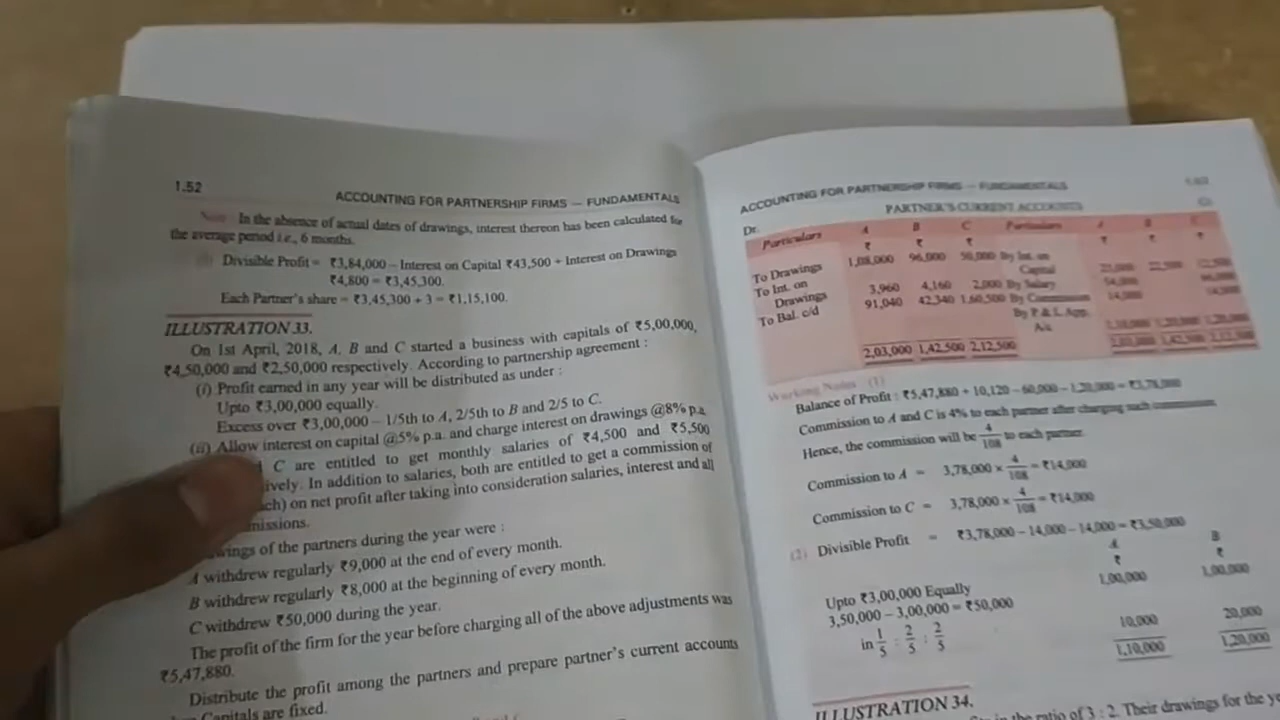 1.52
ACCOUNTING FOR PARTNERSHIP FIRMS — FUNDAMENTALS
In the absence of actual dates of drawings, interest thereon has been calculated for
the average period i.e., 6 months.
Divisible Profit = ₹3,84,000 – Interest on Capital ₹43,500 + Interest on Drawings
₹4,800 = ₹3,45,300.
Each Partner's share = ₹3,45,300 ÷ 3 = ₹1,15,100.
ILLUSTRATION 33.
On 1st April, 2018, A, B and C started a business with capitals of ₹5,00,000,
₹4,50,000 and ₹2,50,000 respectively. According to partnership agreement :
(i) Profit earned in any year will be distributed as under :
Upto ₹3,00,000 equally.
Excess over ₹3,00,000 – 1/5th to A, 2/5th to B and 2/5 to C.
(ii) Allow interest on capital @5% p.a. and charge interest on drawings @8% p.a.
C are entitled to get monthly salaries of ₹4,500 and ₹5,500
ively. In addition to salaries, both are entitled to get a commission of
ch) on net profit after taking into consideration salaries, interest and all
missions.
wings of the partners during the year were :
A withdrew regularly ₹9,000 at the end of every month.
B withdrew regularly ₹8,000 at the beginning of every month.
C withdrew ₹50,000 during the year.
The profit of the firm for the year before charging all of the above adjustments was
₹5,47,880.
Distribute the profit among the partners and prepare partner's current accounts
Capitals are fixed.
ACCOUNTING FOR PARTNERSHIP FIRMS — FUNDAMENTALS
PARTNER'S CURRENT ACCOUNTS
Dr.
Particulars A B C Particulars A B C
₹ ₹ ₹ ₹ ₹ ₹
To Drawings 1,08,000 96,000 50,000 By Int. on
To Int. on Capital
Drawings 3,960 4,160 2,000 By Salary
To Bal. c/d 91,040 42,340 1,60,500 By Commission
By P. & L. App.
A/c
2,03,000 1,42,500 2,12,500
Working Notes (1)
Balance of Profit : ₹5,47,880 + 10,120 – 60,000 – 1,20,000 = ₹3,78,000
Commission to A and C is 4% to each partner after charging such commission
Hence, the commission will be 4/108 to each partner.
Commission to A = 3,78,000 × 4/108 = ₹14,000
Commission to C = 3,78,000 × 4/108 = ₹14,000
(2) Divisible Profit = ₹3,78,000 – 14,000 – 14,000 = ₹3,50,000
A B
₹ ₹
Upto ₹3,00,000 Equally 1,00,000 1,00,000
3,50,000 – 3,00,000 = ₹50,000
in 1/5 : 2/5 : 2/5 10,000 20,000
1,10,000 1,20,000
ILLUSTRATION 34.
in the ratio of 3 : 2. Their drawings for the